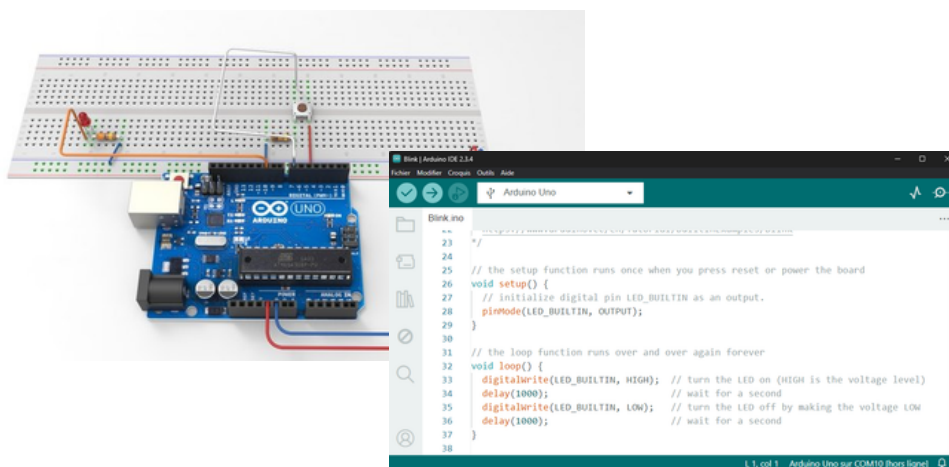 UNO
ARDUINO
DIGITAL (PWM~)
POWER
ANALOG IN
Blink | Arduino IDE 2.3.4
Fichier Modifier Croquis Outils Aide
Arduino Uno
Blink.ino
22
23 */
24
25 // the setup function runs once when you press reset or power the board
26 void setup() {
27 // initialize digital pin LED_BUILTIN as an output.
28 pinMode(LED_BUILTIN, OUTPUT);
29 }
30
31 // the loop function runs over and over again forever
32 void loop() {
33 digitalWrite(LED_BUILTIN, HIGH); // turn the LED on (HIGH is the voltage level)
34 delay(1000); // wait for a second
35 digitalWrite(LED_BUILTIN, LOW); // turn the LED off by making the voltage LOW
36 delay(1000); // wait for a second
37 }
38
L 1, col 1 Arduino Uno sur COM10 [hors ligne]